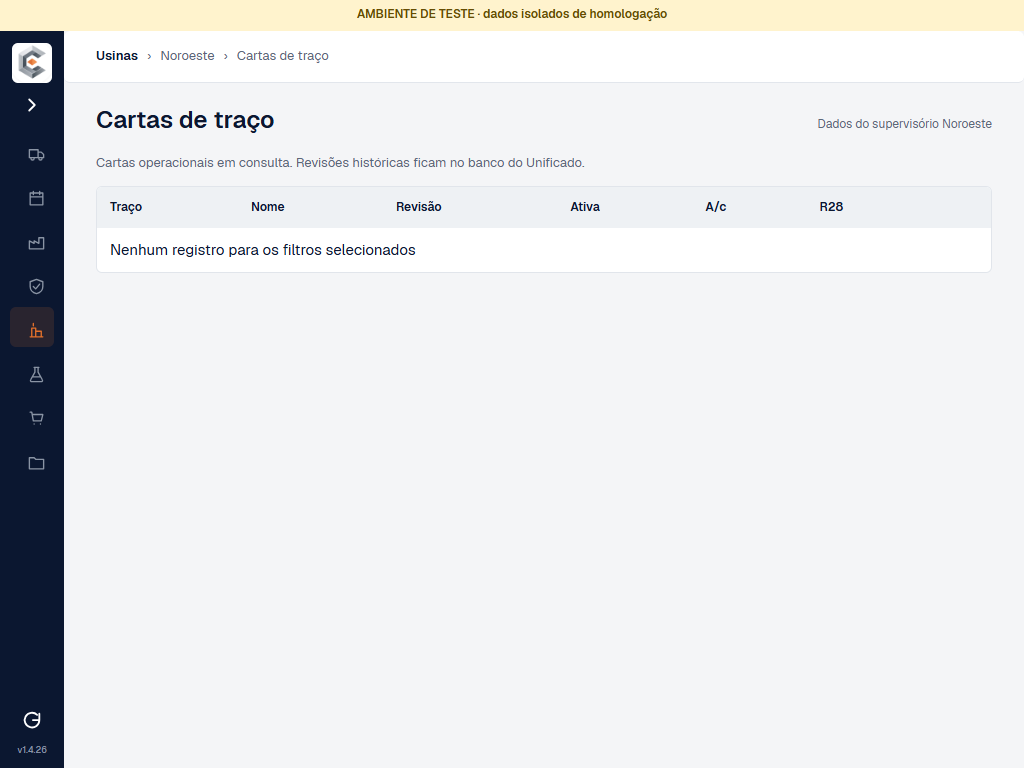 AMBIENTE DE TESTE · dados isolados de homologação
Usinas › Noroeste › Cartas de traço
Cartas de traço
Dados do supervisório Noroeste
Cartas operacionais em consulta. Revisões históricas ficam no banco do Unificado.
Traço Nome Revisão Ativa A/c R28
Nenhum registro para os filtros selecionados
v1.4.26